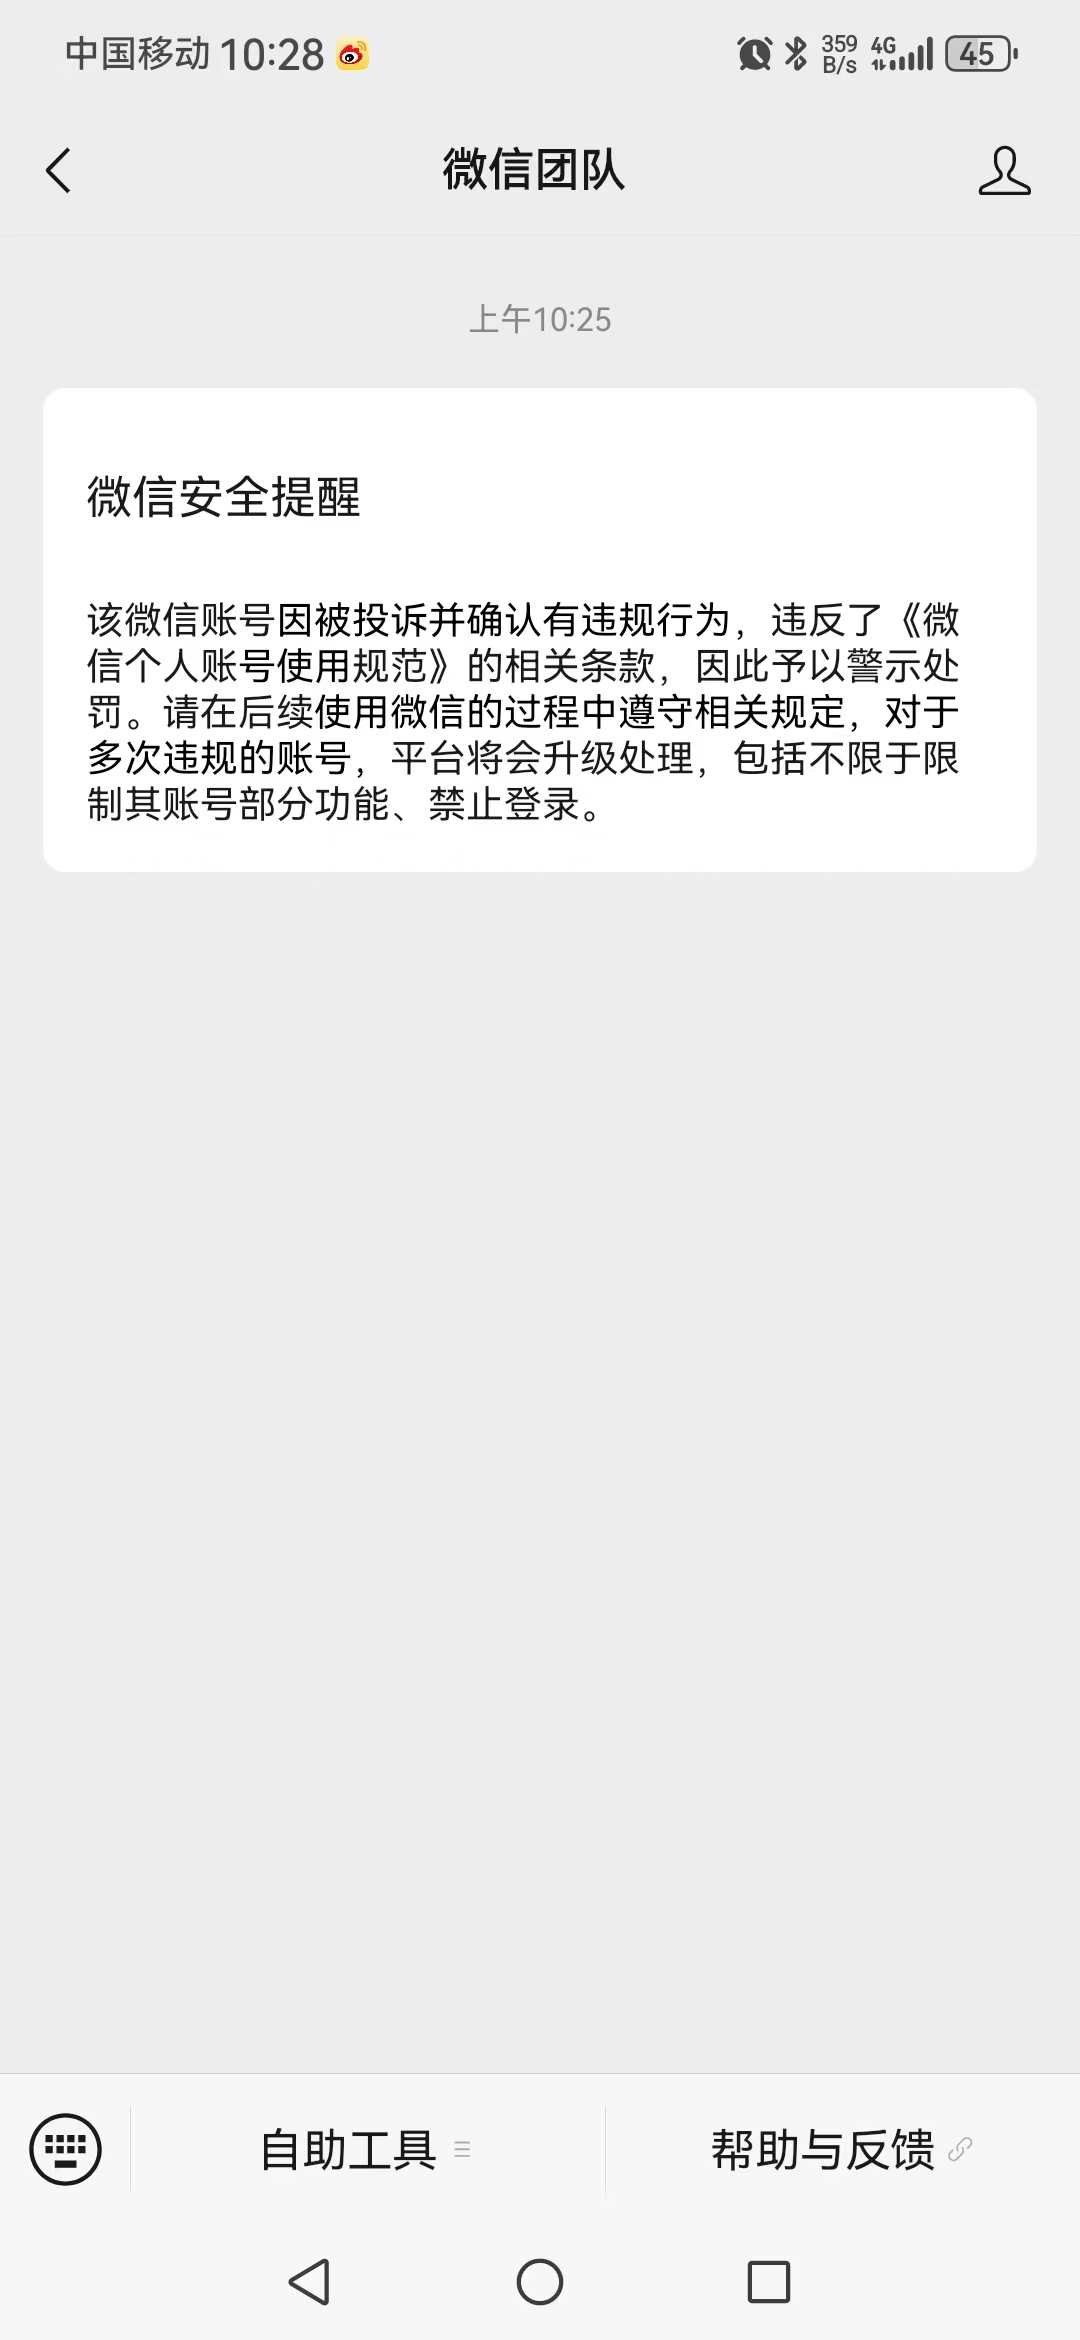 中国移动 10:28 359 B/s 4G 45
微信团队
上午10:25
微信安全提醒
该微信账号因被投诉并确认有违规行为，违反了《微
信个人账号使用规范》的相关条款，因此予以警示处
罚。请在后续使用微信的过程中遵守相关规定，对于
多次违规的账号，平台将会升级处理，包括不限于限
制其账号部分功能、禁止登录。
自助工具 帮助与反馈